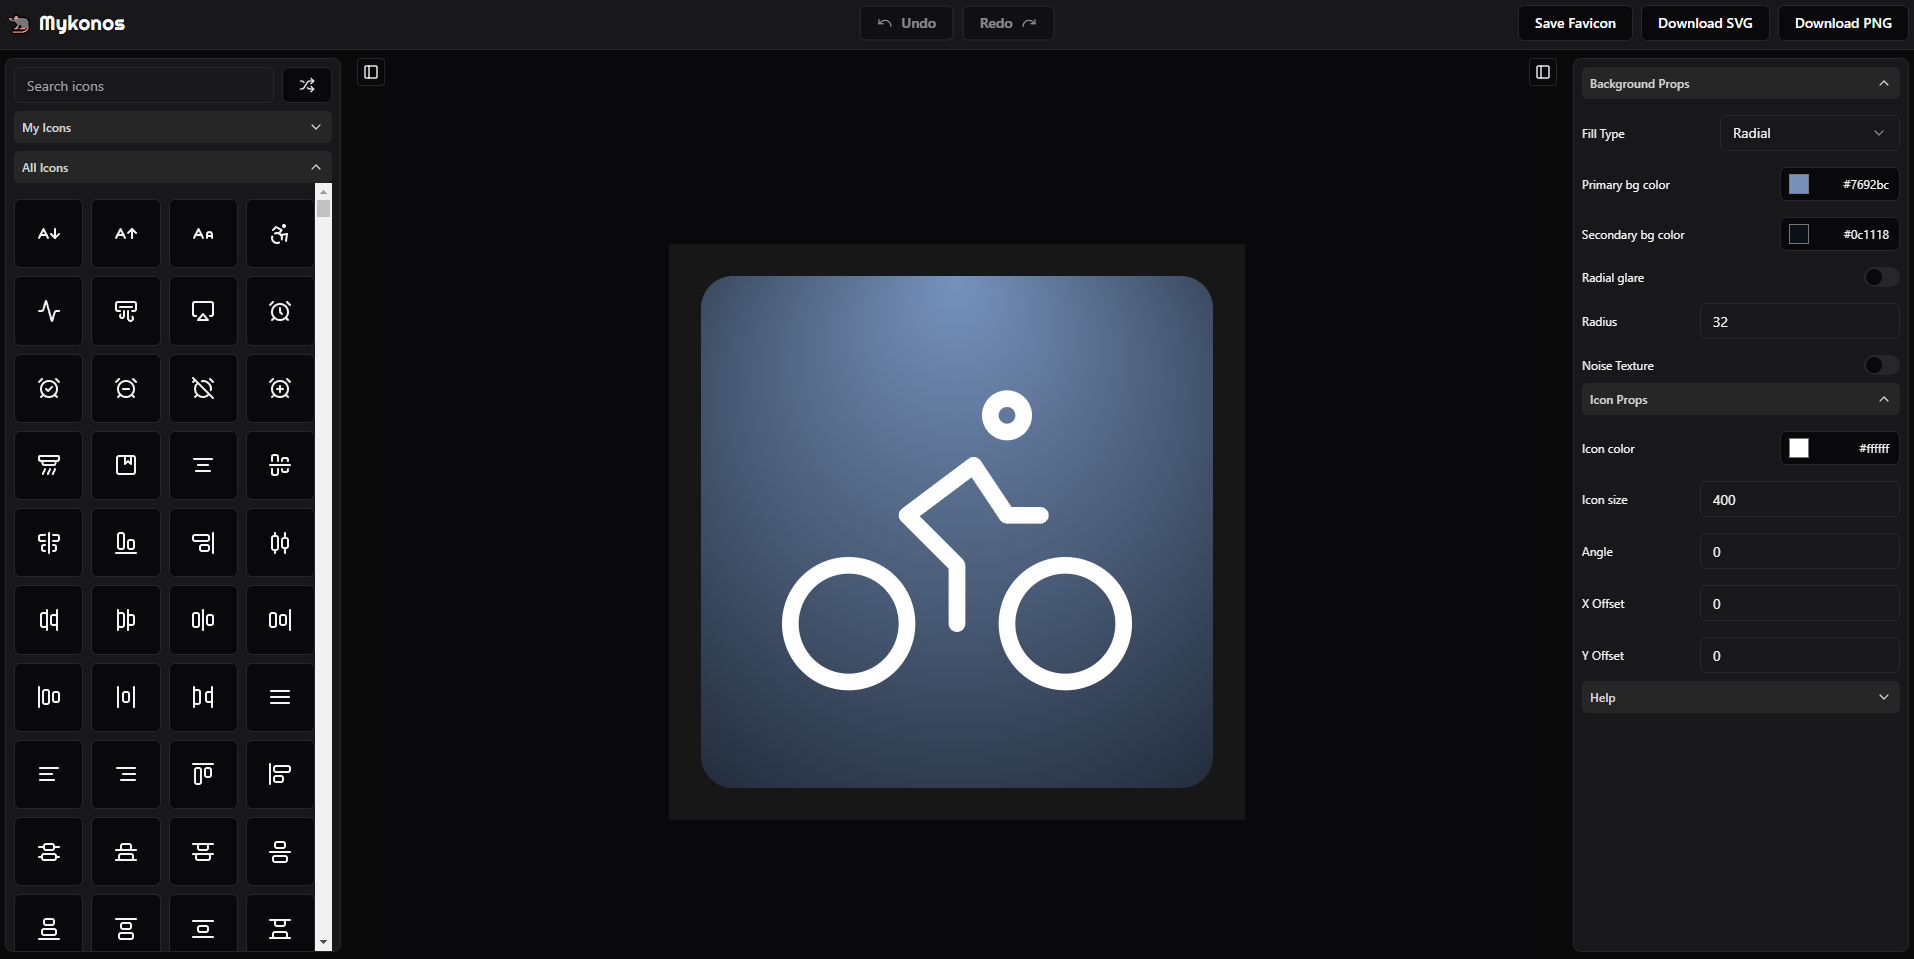 Mykonos
Undo
Redo
Save Favicon
Download SVG
Download PNG
Search icons
My Icons
All Icons
Background Props
Fill Type
Radial
Primary bg color
#7692bc
Secondary bg color
#0c1118
Radial glare
Radius
32
Noise Texture
Icon Props
Icon color
#ffffff
Icon size
400
Angle
0
X Offset
0
Y Offset
0
Help